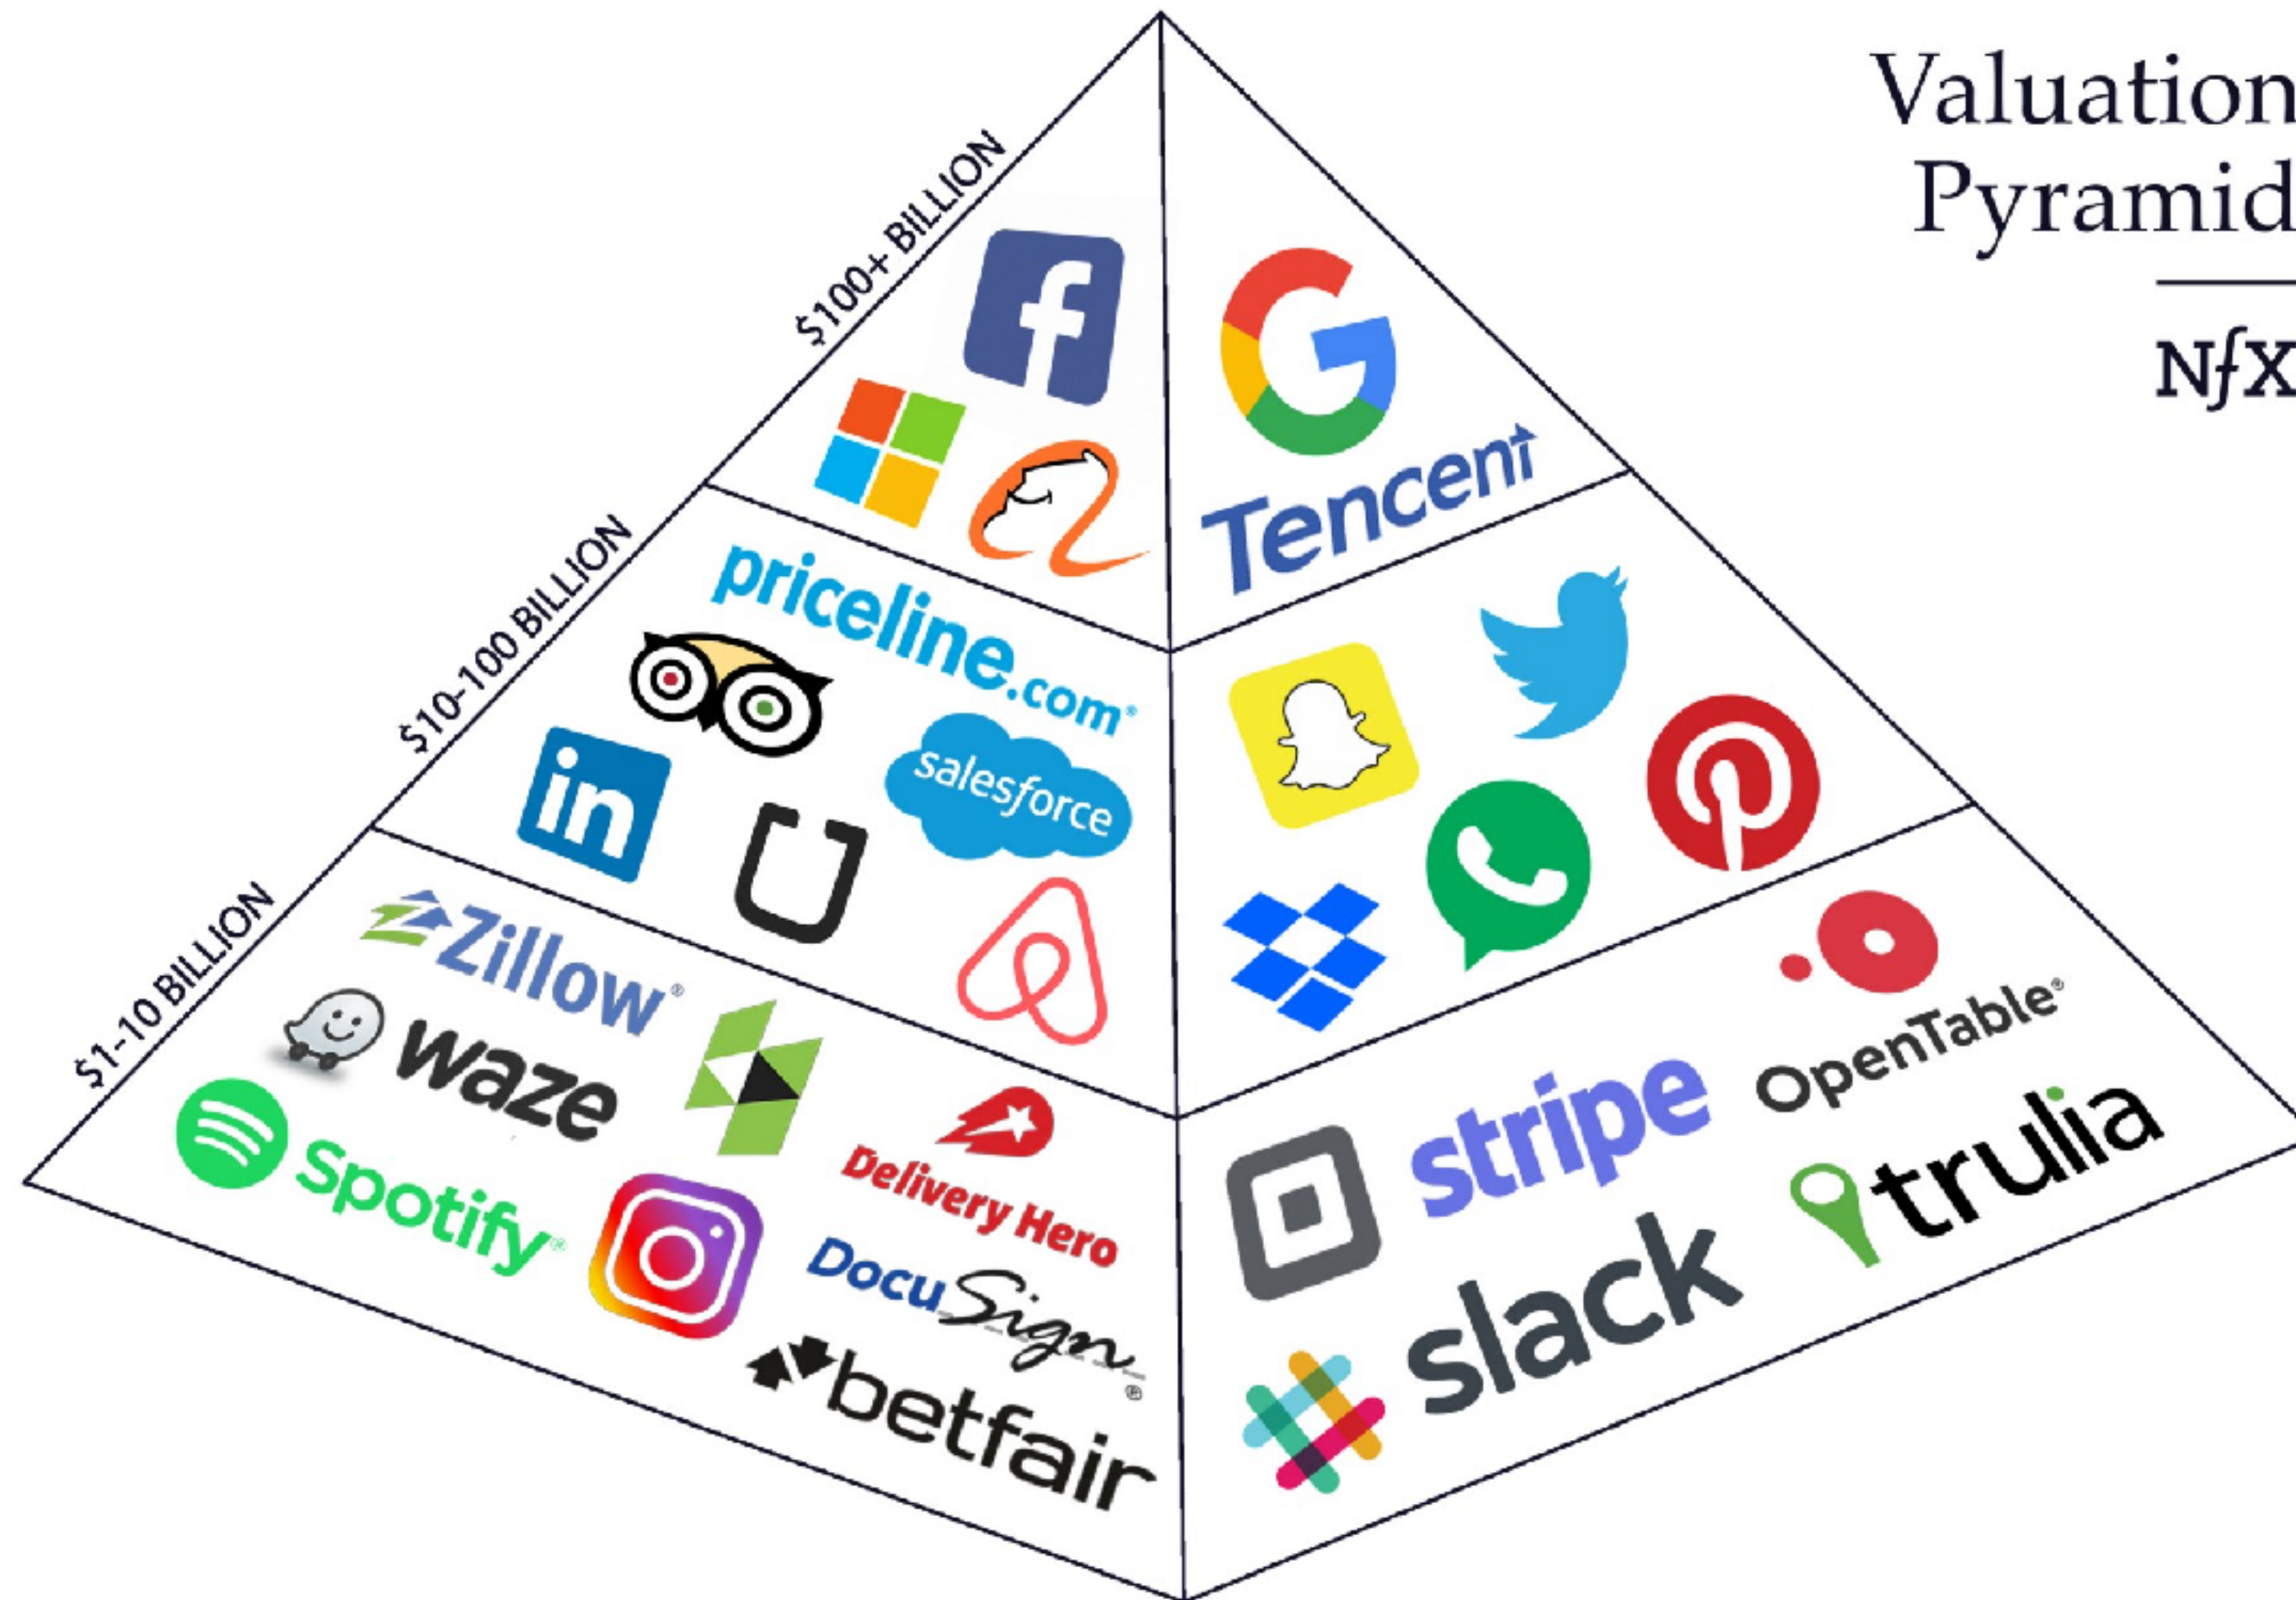 Valuation
Pyramid
NfX
$100+ BILLION
Tencent
$10-100 BILLION
priceline.com®
in
salesforce
$1-10 BILLION
Zillow®
waze
spotify®
Delivery Hero
DocuSign®
betfair
stripe
OpenTable®
trulia
slack